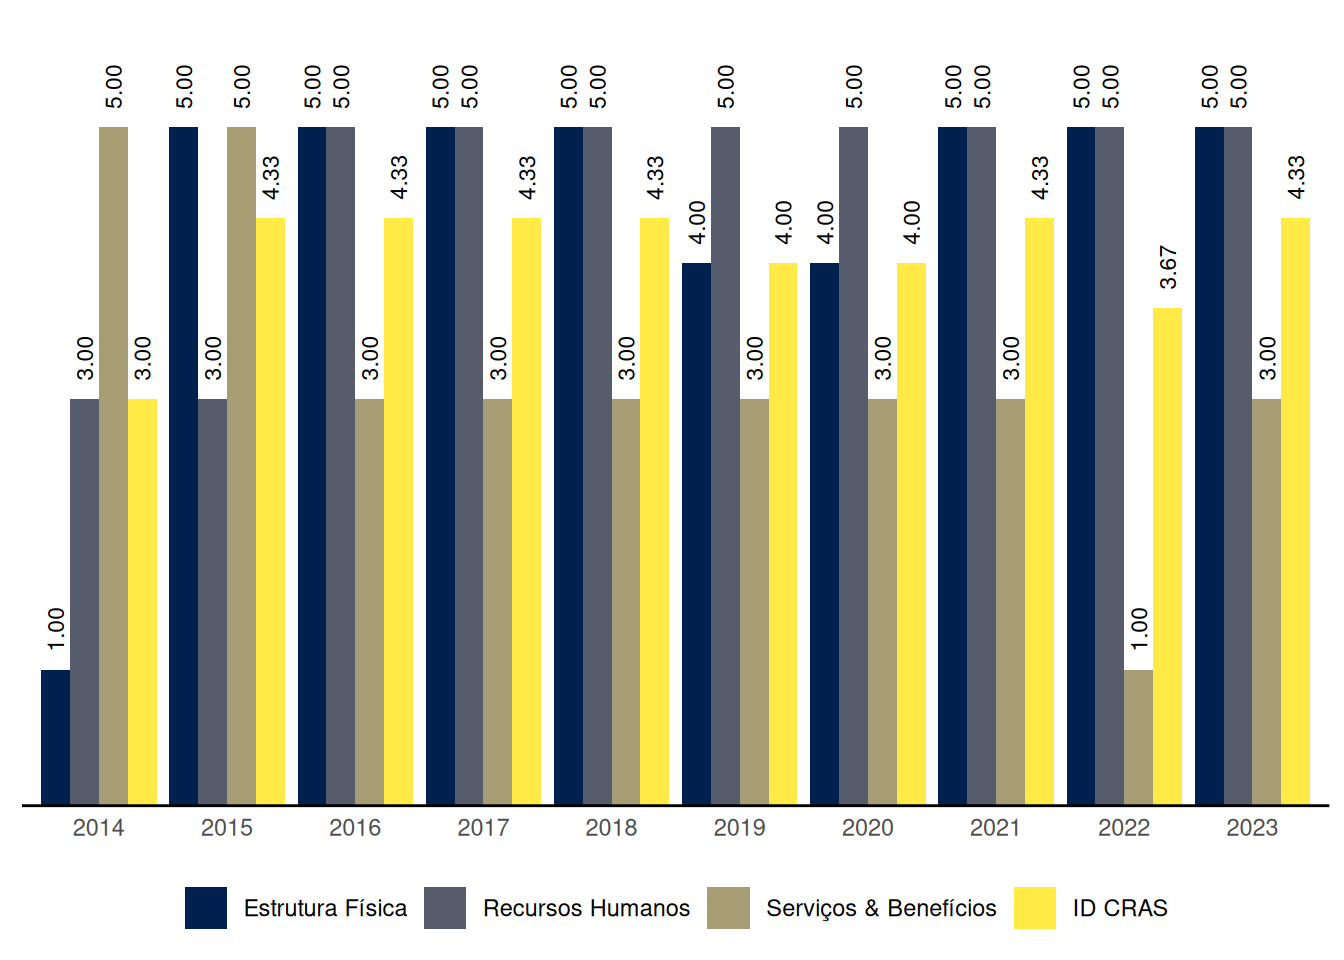 5.00 5.00 5.00 5.00 5.00 5.00 5.00 5.00 5.00 5.00 5.00 5.00 5.00 5.00 5.00 5.00 5.00
4.33 4.33 4.33 4.33 4.33 4.33
4.00 4.00 4.00 4.00
3.67
3.00 3.00 3.00 3.00 3.00 3.00 3.00 3.00 3.00 3.00
1.00 1.00
2014 2015 2016 2017 2018 2019 2020 2021 2022 2023
Estrutura Física Recursos Humanos Serviços & Benefícios ID CRAS